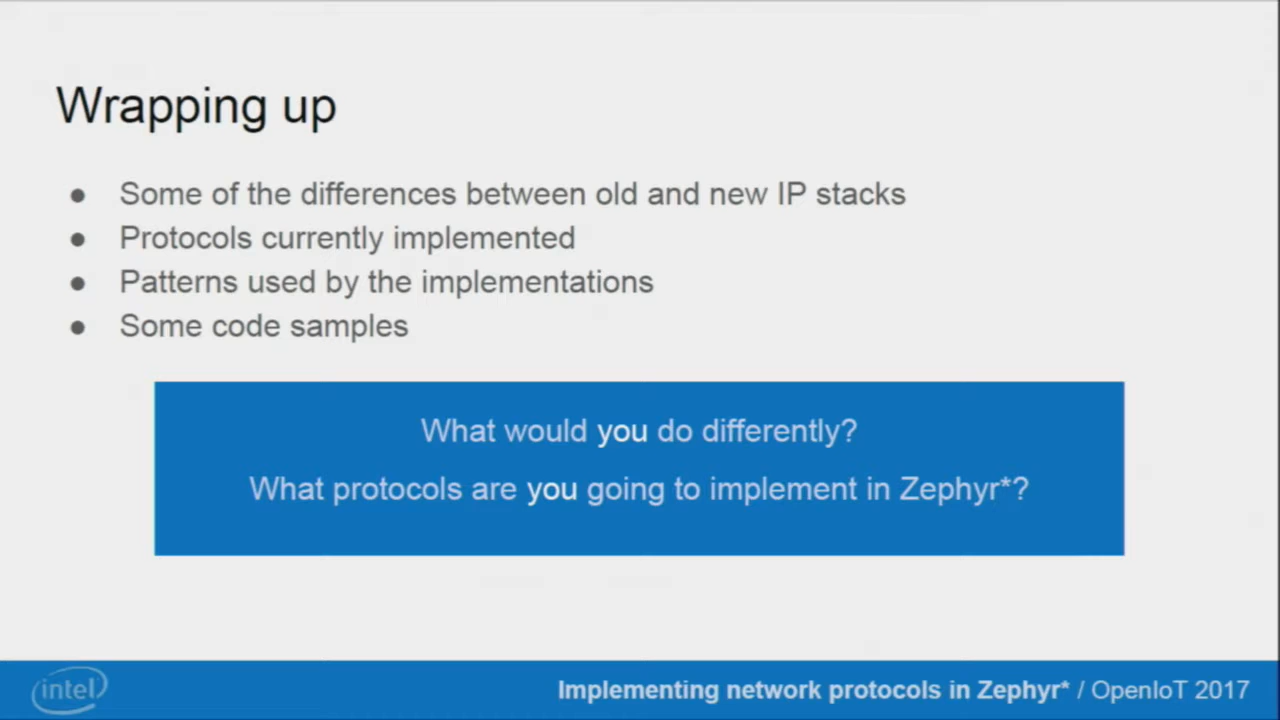 Wrapping up
● Some of the differences between old and new IP stacks
● Protocols currently implemented
● Patterns used by the implementations
● Some code samples
What would you do differently?
What protocols are you going to implement in Zephyr*?
intel
Implementing network protocols in Zephyr* / OpenIoT 2017